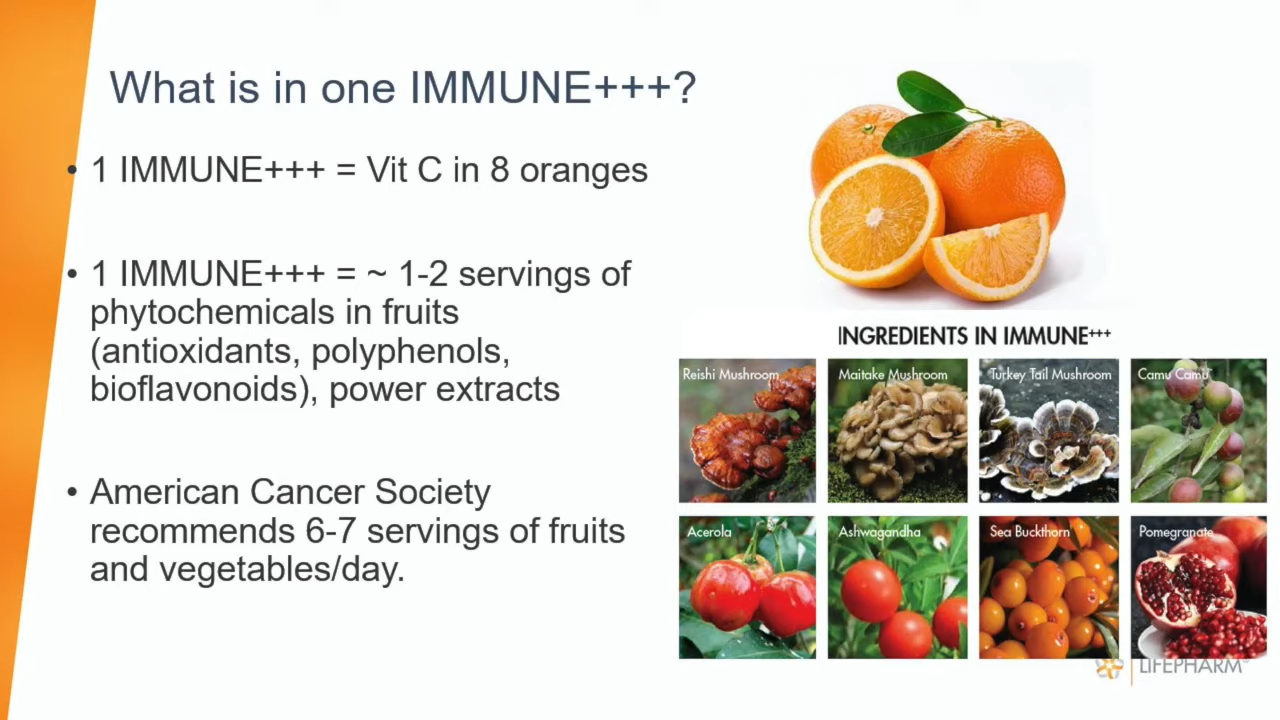 What is in one IMMUNE+++?
• 1 IMMUNE+++ = Vit C in 8 oranges
• 1 IMMUNE+++ = ~ 1-2 servings of
phytochemicals in fruits
(antioxidants, polyphenols,
bioflavonoids), power extracts
• American Cancer Society
recommends 6-7 servings of fruits
and vegetables/day.
INGREDIENTS IN IMMUNE+++
Reishi Mushroom
Maitake Mushroom
Turkey Tail Mushroom
Camu Camu
Acerola
Ashwagandha
Sea Buckthorn
Pomegranate
LIFEPHARM